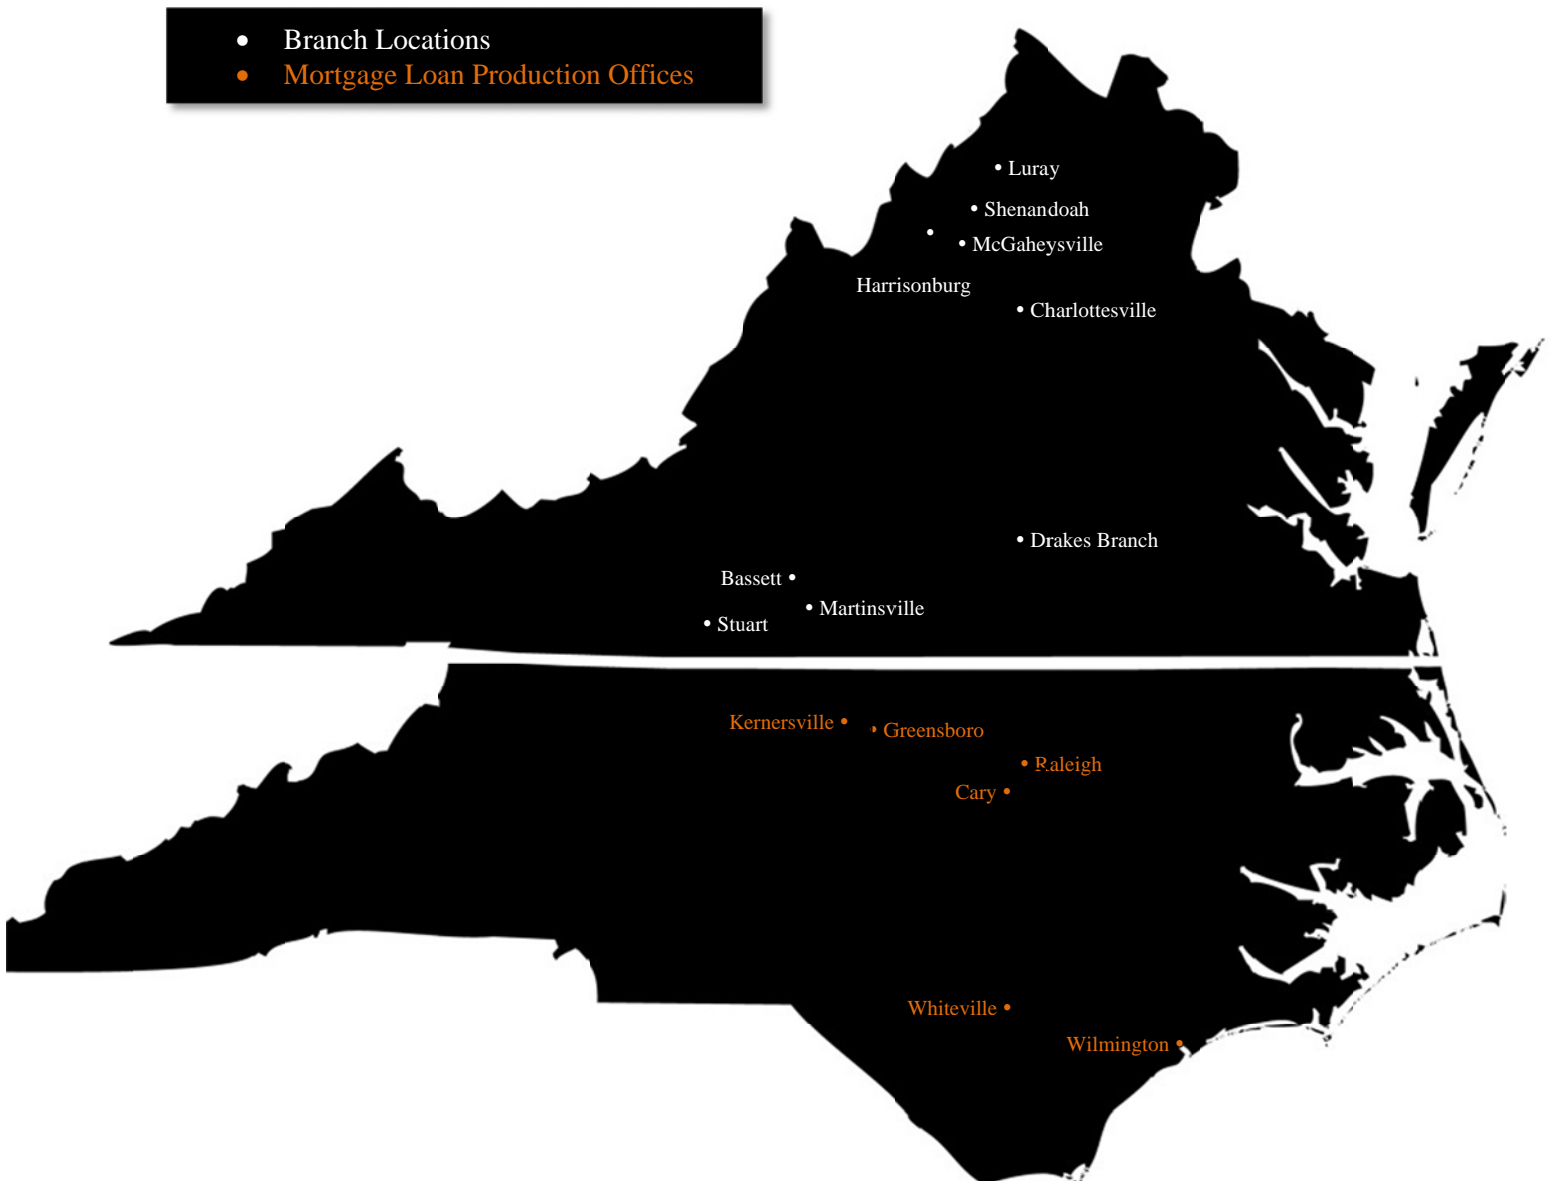 • Branch Locations
• Mortgage Loan Production Offices
• Luray
• Shenandoah
• McGaheysville
Harrisonburg
• Charlottesville
• Drakes Branch
Bassett •
• Martinsville
• Stuart
Kernersville •
• Greensboro
• Raleigh
Cary •
Whiteville •
Wilmington •